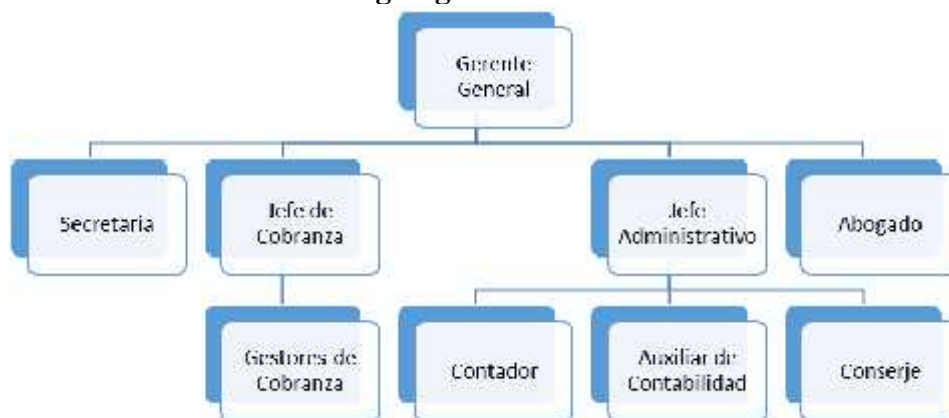 Gerente
General
Secretaria
Jefe de
Cobranza
Jefe
Administrativo
Abogado
Gestores de
Cobranza
Contador
Auxiliar de
Contabilidad
Conserje